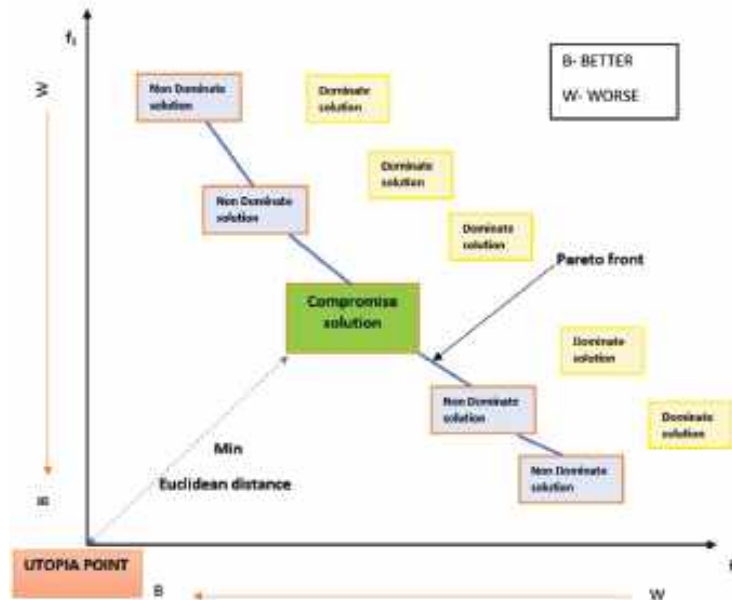 f₁
W
Non Dominate
solution
Dominate
solution
B- BETTER
W- WORSE
Dominate
solution
Non Dominate
solution
Dominate
solution
Pareto front
Compromise
solution
Dominate
solution
Non Dominate
solution
Dominate
solution
Min
Euclidean distance
Non Dominate
solution
B
UTOPIA POINT
B
W
f